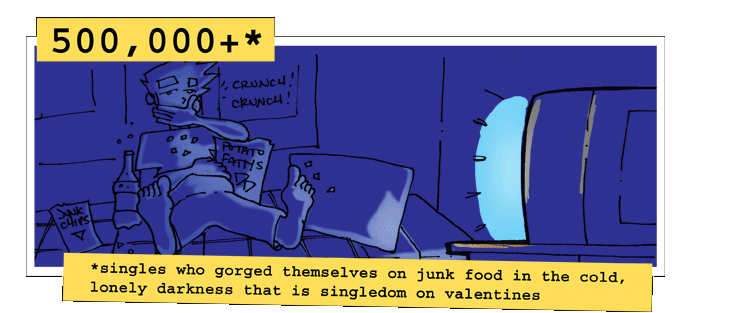 500,000+*
CRUNCH!
CRUNCH!
POTATO
FATTYS
JUNK
CHIPS
*singles who gorged themselves on junk food in the cold,
lonely darkness that is singledom on valentines